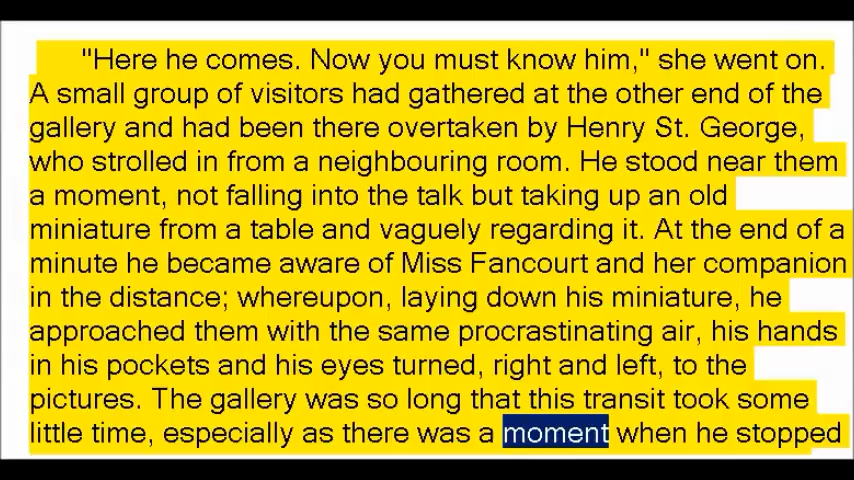 "Here he comes. Now you must know him," she went on.
A small group of visitors had gathered at the other end of the
gallery and had been there overtaken by Henry St. George,
who strolled in from a neighbouring room. He stood near them
a moment, not falling into the talk but taking up an old
miniature from a table and vaguely regarding it. At the end of a
minute he became aware of Miss Fancourt and her companion
in the distance; whereupon, laying down his miniature, he
approached them with the same procrastinating air, his hands
in his pockets and his eyes turned, right and left, to the
pictures. The gallery was so long that this transit took some
little time, especially as there was a moment when he stopped